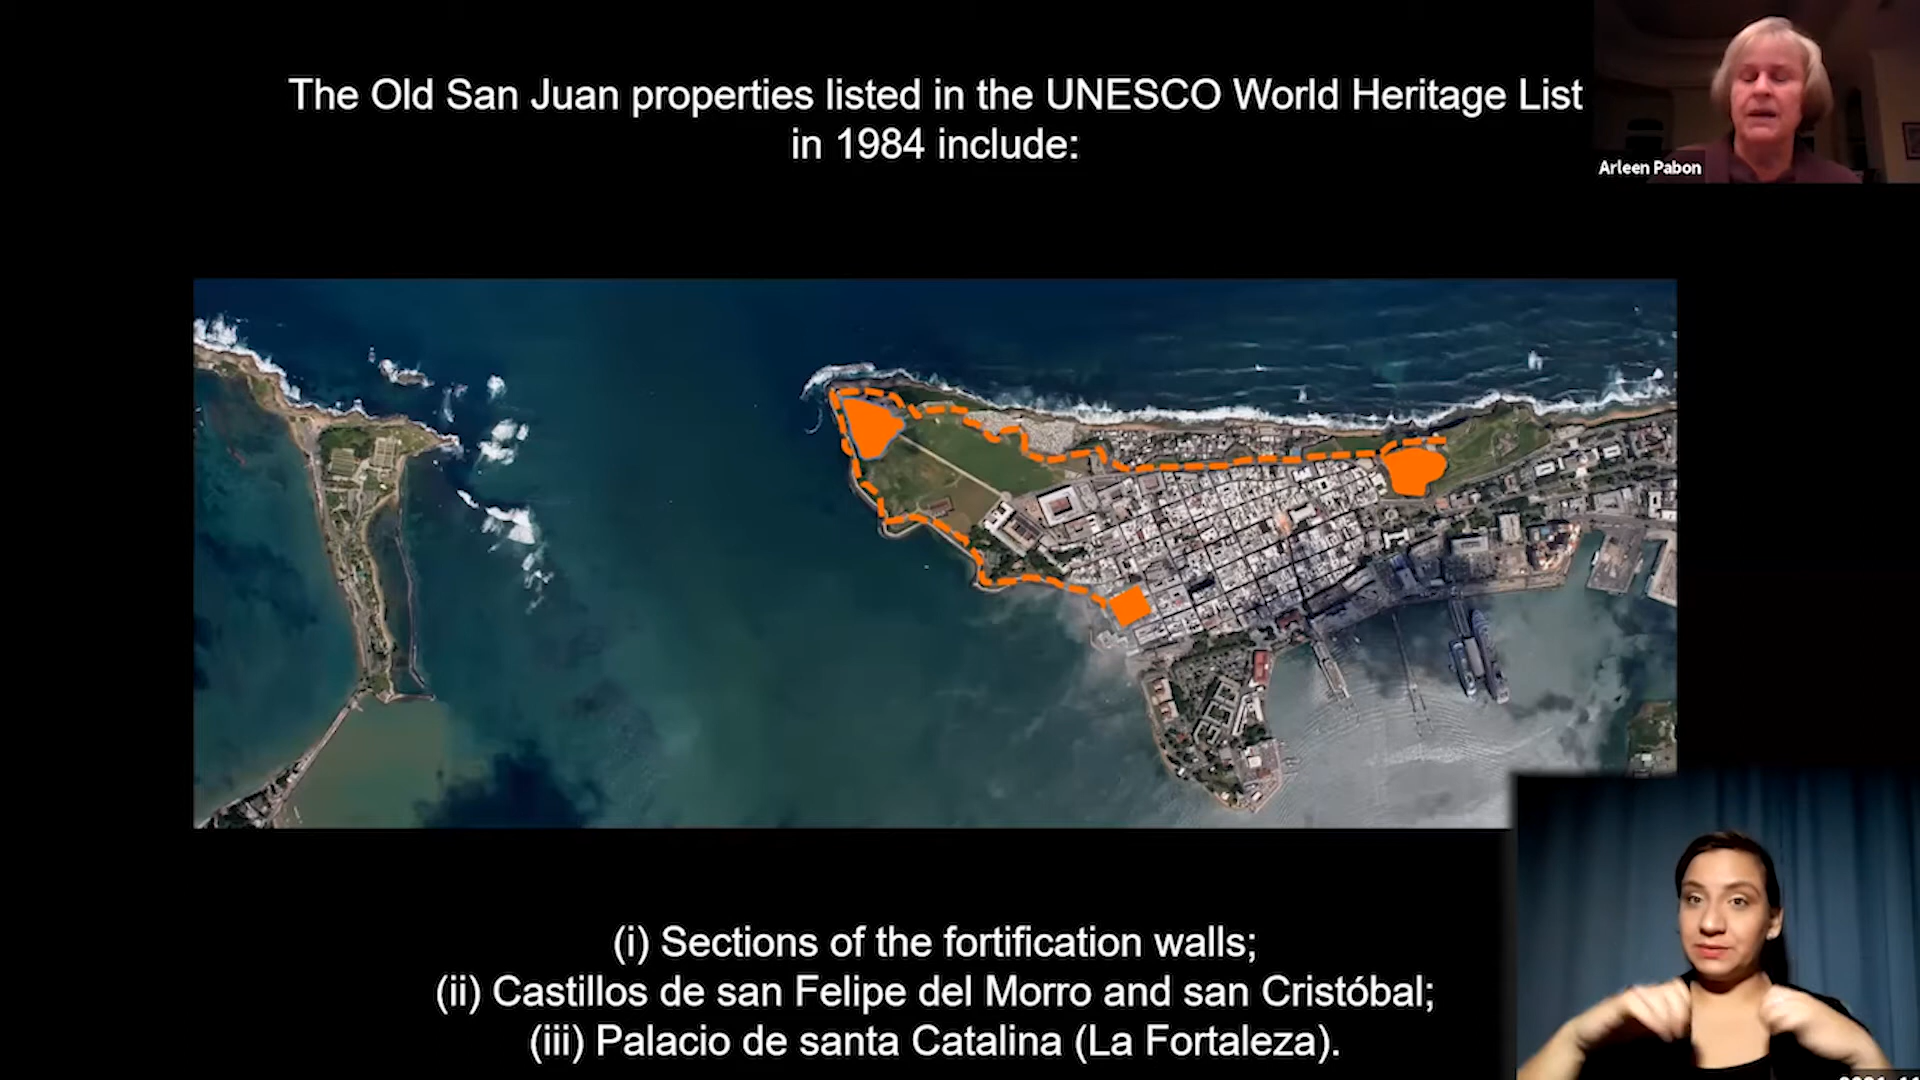 The Old San Juan properties listed in the UNESCO World Heritage List
in 1984 include:
Arleen Pabon
(i) Sections of the fortification walls;
(ii) Castillos de san Felipe del Morro and san Cristóbal;
(iii) Palacio de santa Catalina (La Fortaleza).